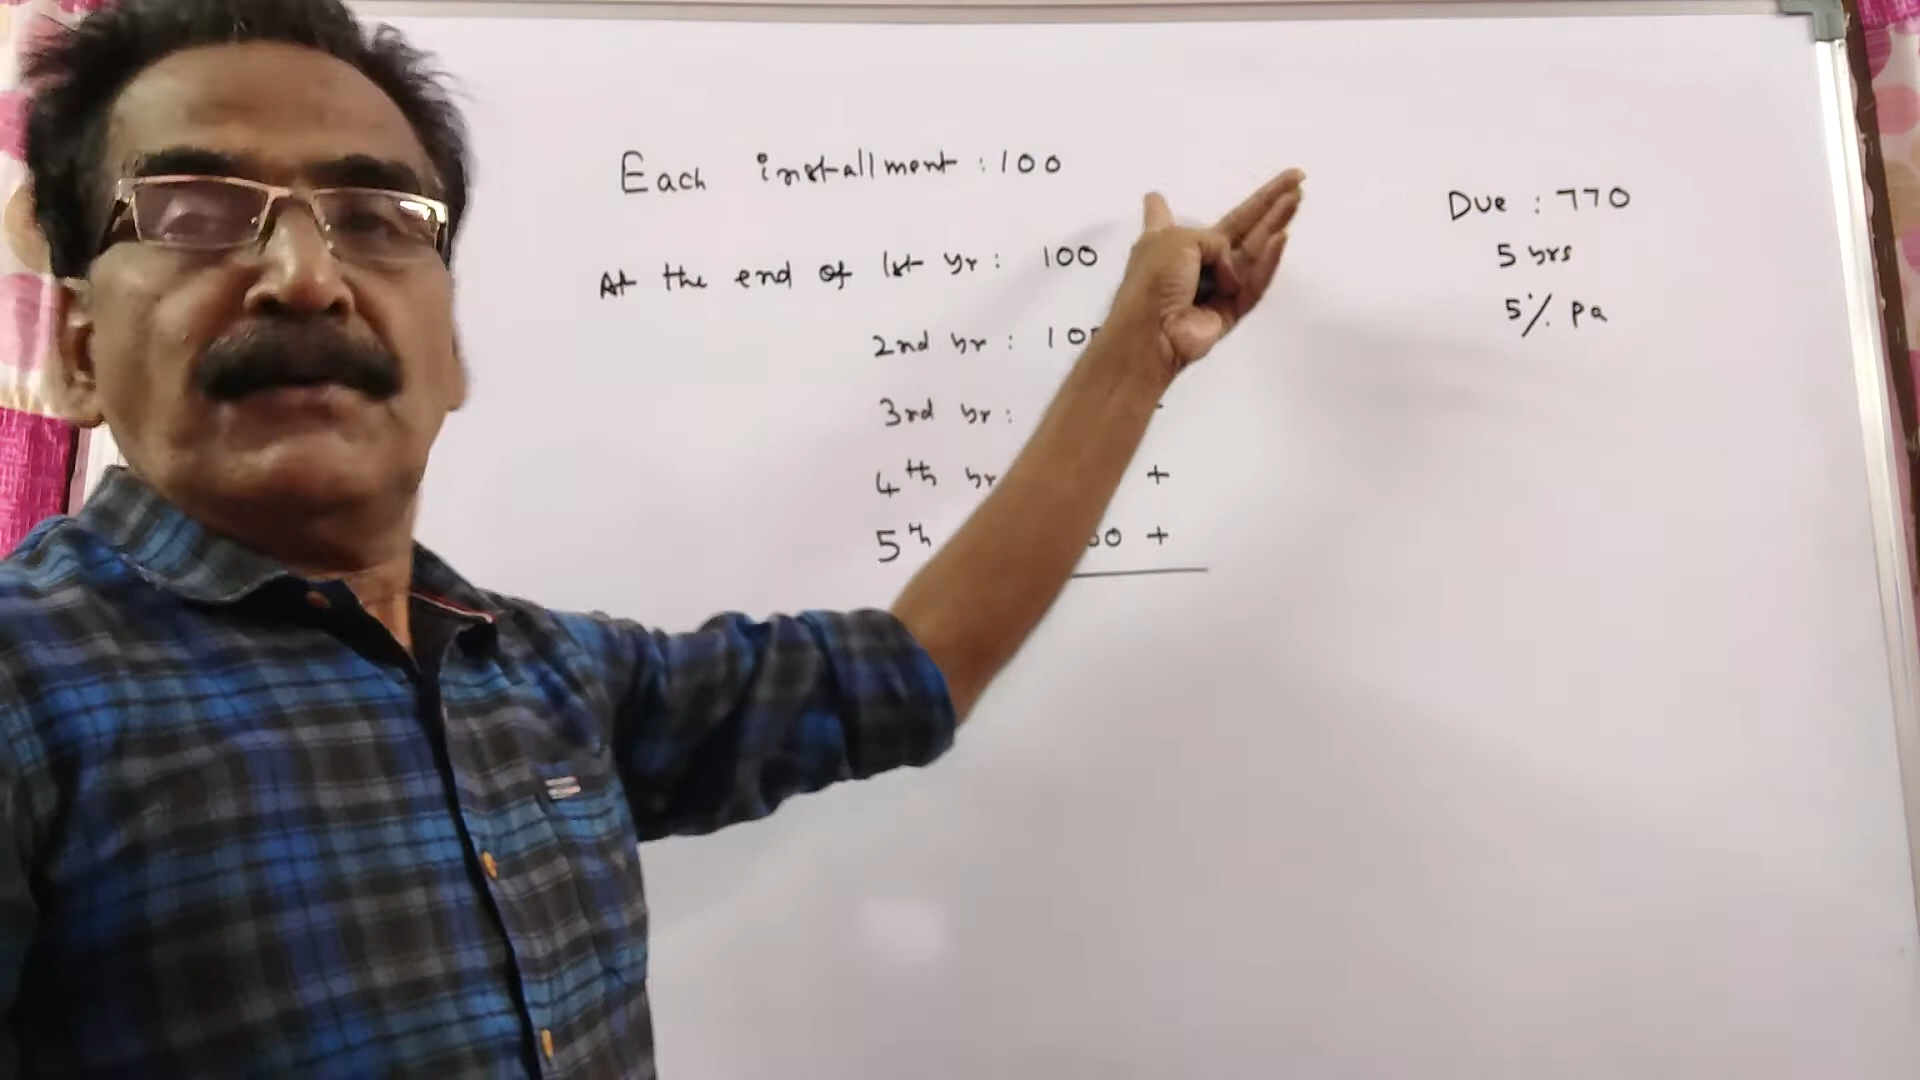 Each installment : 100
At the end of 1st yr : 100
2nd yr : 10
3rd yr :
4th yr +
5th 00 +
Due : 770
5 yrs
5% pa